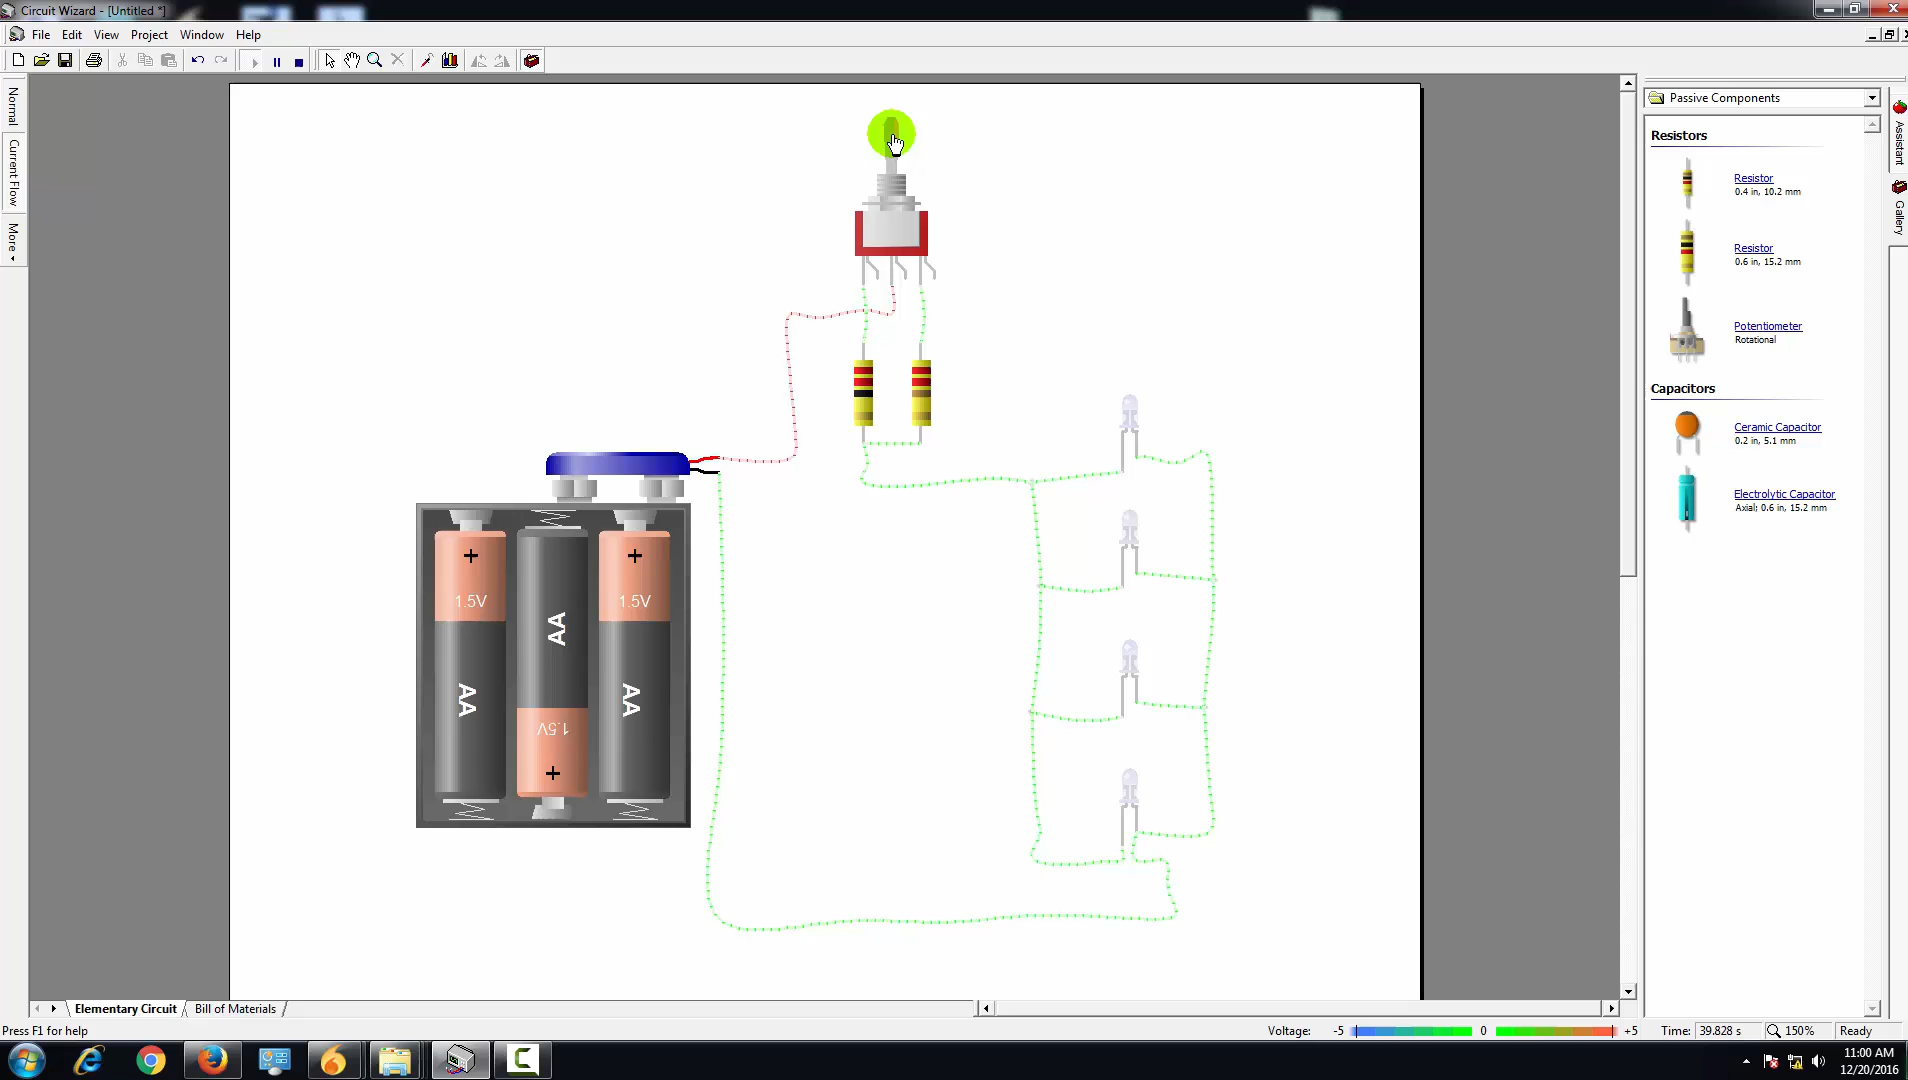 Circuit Wizard - [Untitled *]
File Edit View Project Window Help
Normal
Current Flow
More
Passive Components
Resistors
Resistor
0.4 in, 10.2 mm
Resistor
0.6 in, 15.2 mm
Potentiometer
Rotational
Capacitors
Ceramic Capacitor
0.2 in, 5.1 mm
Electrolytic Capacitor
Axial; 0.6 in, 15.2 mm
Assistant
Gallery
+ +
1.5V 1.5V
AA
AA AA
1.5V
+
Elementary Circuit Bill of Materials
Press F1 for help
Voltage: -5 0 +5 Time: 39.828 s 150% Ready
11:00 AM
12/20/2016